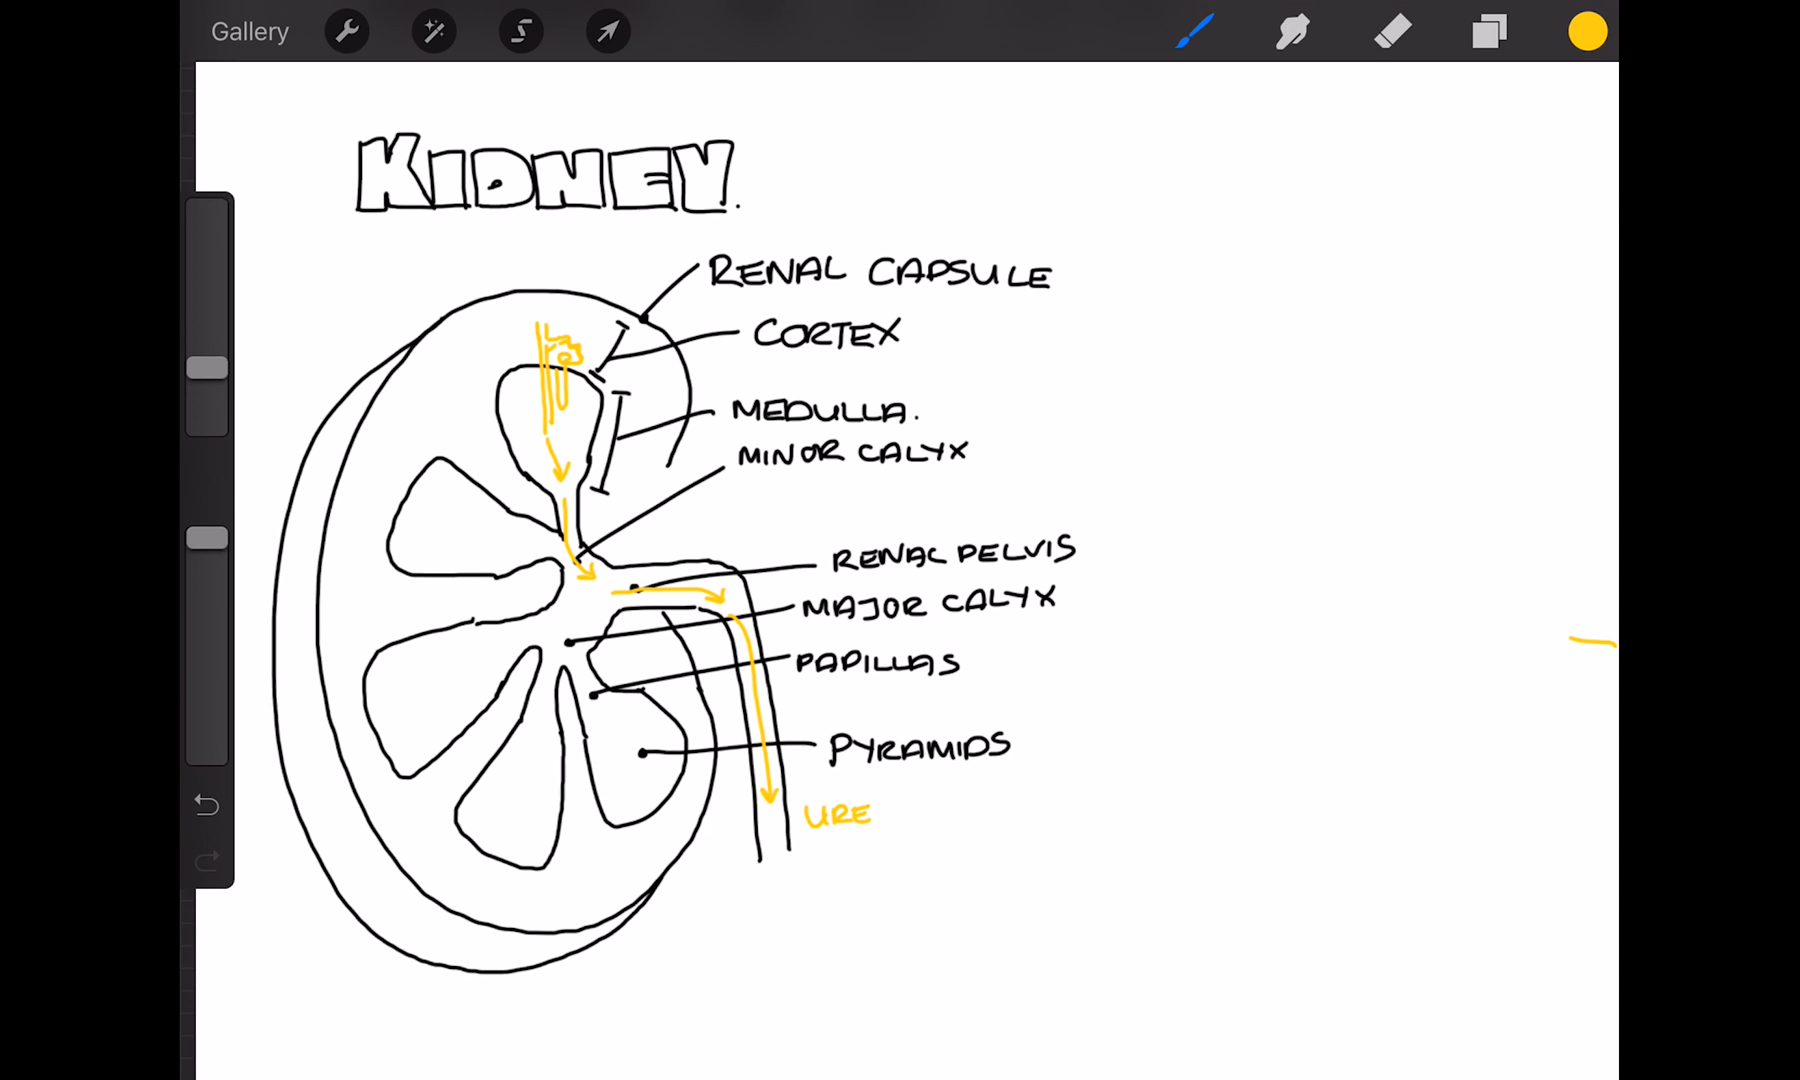 Gallery
KIDNEY.
RENAL CAPSULE
CORTEX
MEDULLA.
MINOR CALYX
RENAL PELVIS
MAJOR CALYX
PAPILLAS
PYRAMIDS
URE